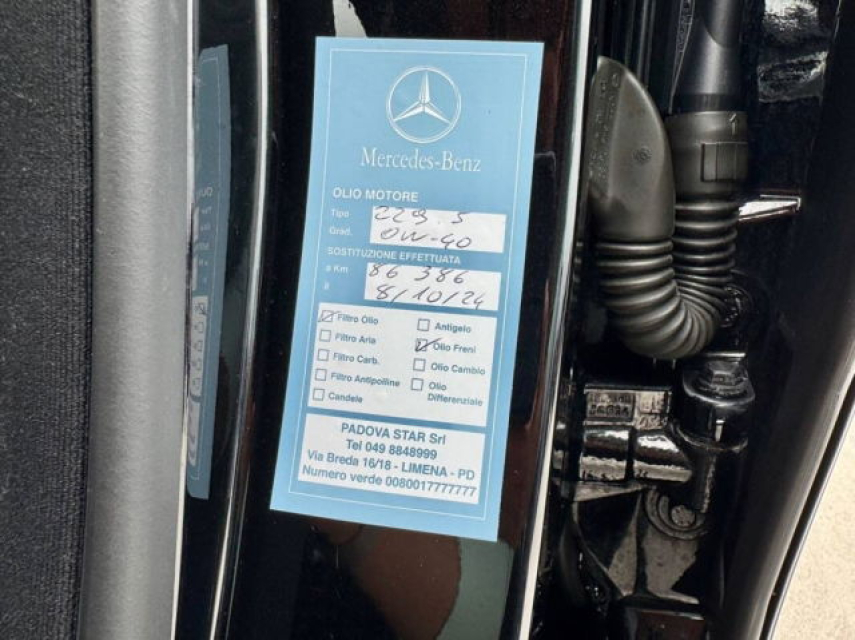 Mercedes-Benz
OLIO MOTORE
Tipo 229.5
Grad. 0W-40
SOSTITUZIONE EFFETTUATA
a Km 86 386
il 8/10/24
Filtro Olio
Filtro Aria
Filtro Carb.
Filtro Antipolline
Candele
Antigelo
Olio Freni
Olio Cambio
Olio
Differenziale
PADOVA STAR Srl
Tel 049 8848999
Via Breda 16/18 - LIMENA - PD
Numero verde 0080017777777